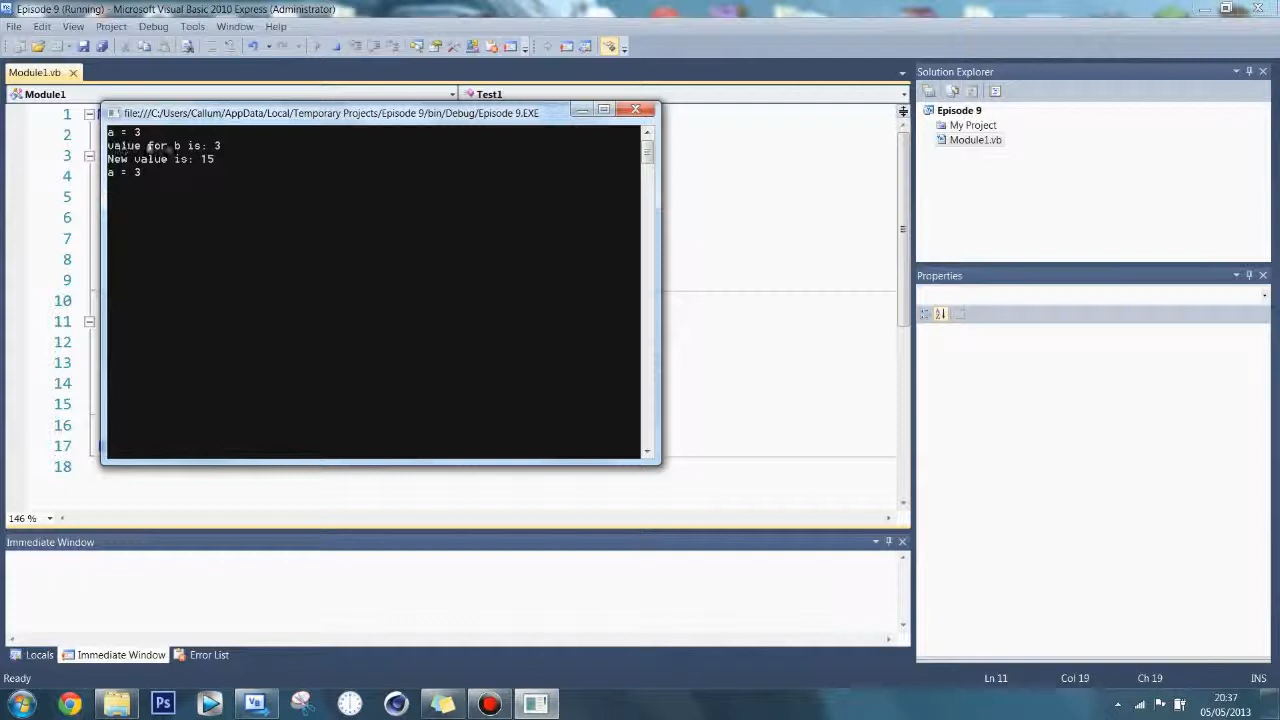 Episode 9 (Running) - Microsoft Visual Basic 2010 Express (Administrator)
File Edit View Project Debug Tools Window Help
Module1.vb
Module1
Test1
1
2
3
4
5
6
7
8
9
10
11
12
13
14
15
16
17
18
file:///C:/Users/Callum/AppData/Local/Temporary Projects/Episode 9/bin/Debug/Episode 9.EXE
a = 3
value for b is: 3
New value is: 15
a = 3
146 %
Solution Explorer
Episode 9
My Project
Module1.vb
Properties
Immediate Window
Locals Immediate Window Error List
Ready
Ln 11 Col 19 Ch 19 INS
Ps
VB
20:37
05/05/2013